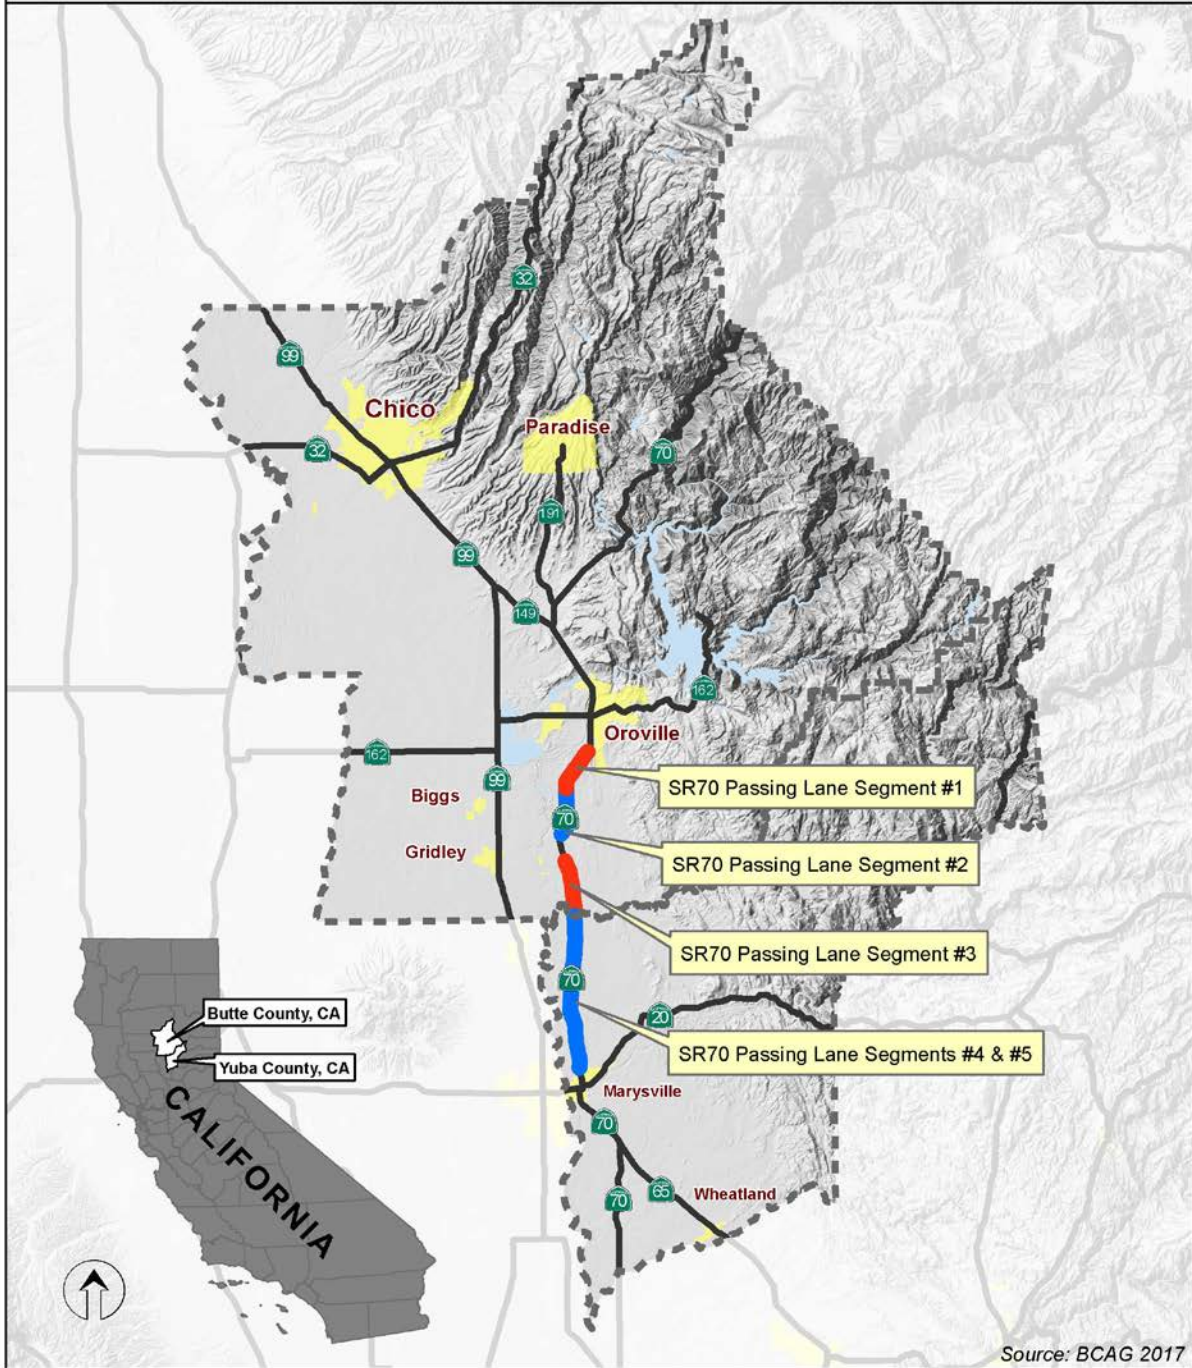 32
99
Chico
Paradise
32
70
191
99
149
162
Oroville
162
99
SR70 Passing Lane Segment #1
Biggs
70
Gridley
SR70 Passing Lane Segment #2
SR70 Passing Lane Segment #3
70
Butte County, CA
20
SR70 Passing Lane Segments #4 & #5
Yuba County, CA
Marysville
CALIFORNIA
70
65
Wheatland
70
Source: BCAG 2017